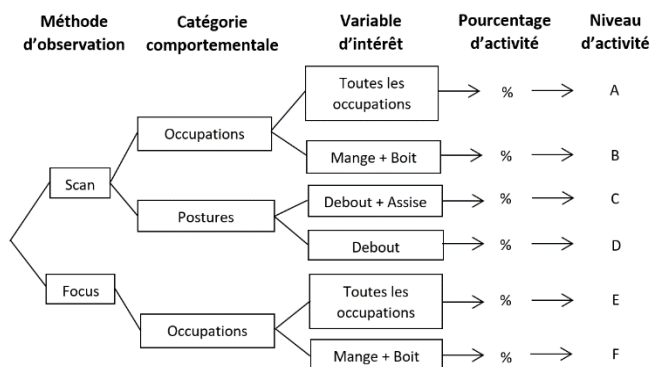 Méthode d'observation
Catégorie comportementale
Variable d'intérêt
Pourcentage d'activité
Niveau d'activité
Toutes les occupations
% A
Occupations
Mange + Boit
% B
Scan
Debout + Assise
% C
Postures
Debout
% D
Focus
Toutes les occupations
% E
Occupations
Mange + Boit
% F